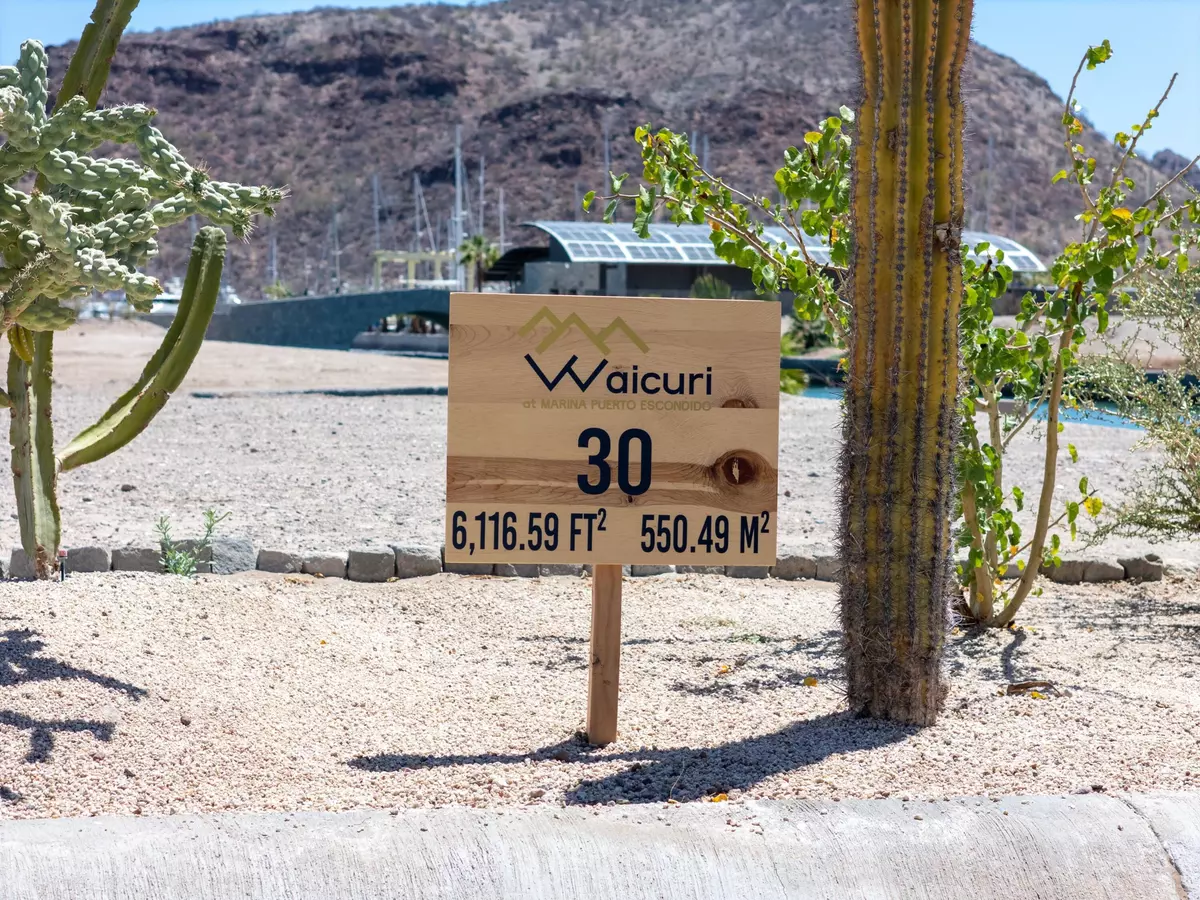 Waicuri
at MARINA PUERTO ESCONDIDO
30
6,116.59 FT² 550.49 M²